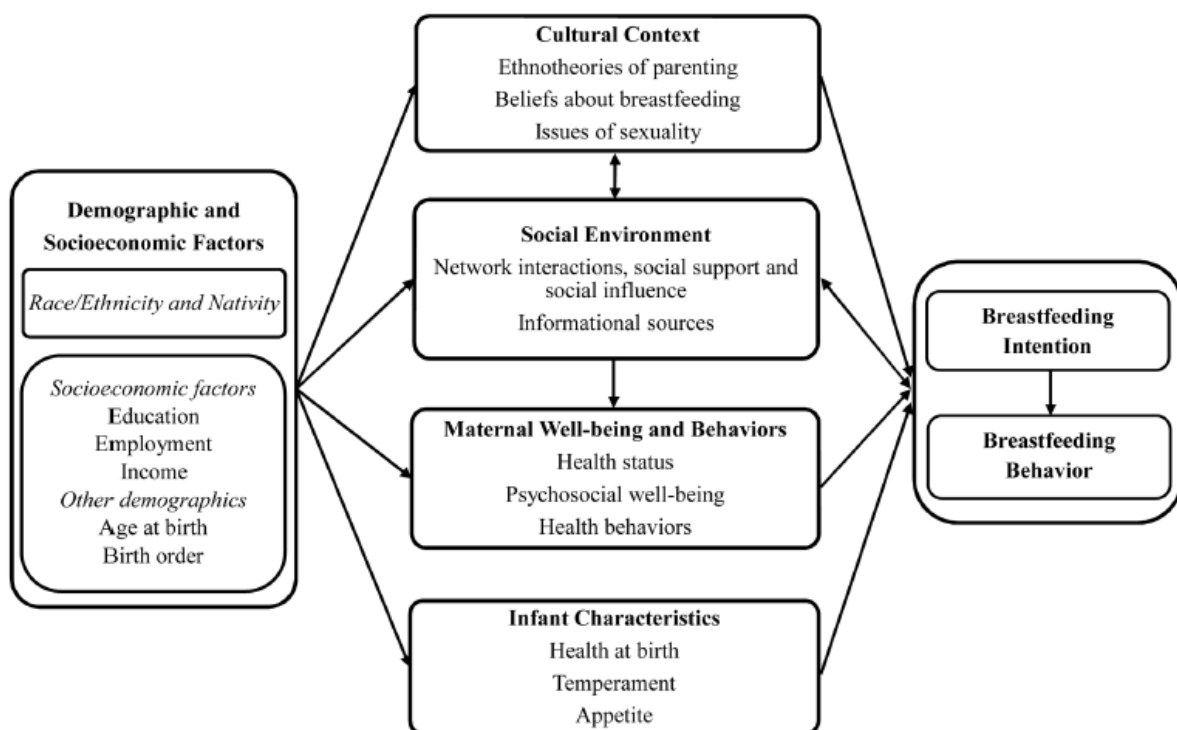 Demographic and
Socioeconomic Factors
Race/Ethnicity and Nativity
Socioeconomic factors
Education
Employment
Income
Other demographics
Age at birth
Birth order
Cultural Context
Ethnotheories of parenting
Beliefs about breastfeeding
Issues of sexuality
Social Environment
Network interactions, social support and
social influence
Informational sources
Maternal Well-being and Behaviors
Health status
Psychosocial well-being
Health behaviors
Infant Characteristics
Health at birth
Temperament
Appetite
Breastfeeding
Intention
Breastfeeding
Behavior